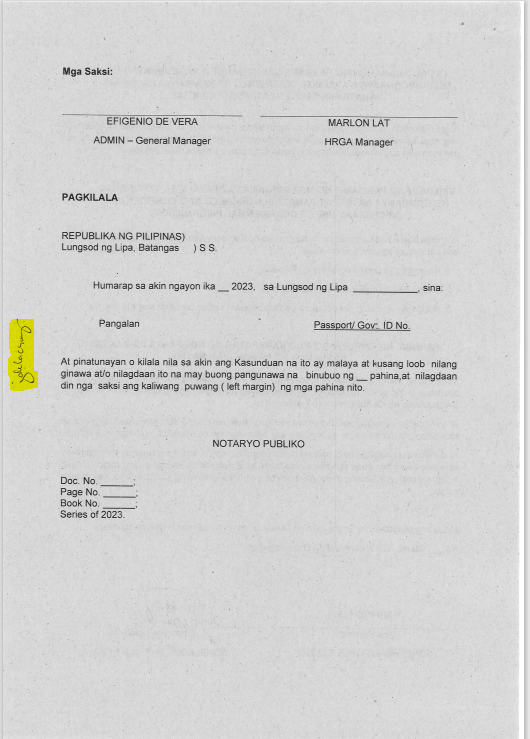 Mga Saksi:
EFIGENIO DE VERA MARLON LAT
ADMIN – General Manager HRGA Manager
PAGKILALA
REPUBLIKA NG PILIPINAS)
Lungsod ng Lipa, Batangas ) S S.
Humarap sa akin ngayon ika __ 2023, sa Lungsod ng Lipa ____________, sina:
Pangalan Passport/ Gov: ID No.
At pinatunayan o kilala nila sa akin ang Kasunduan na ito ay malaya at kusang loob nilang
ginawa at/o nilagdaan ito na may buong pangunawa na binubuo ng __ pahina,at nilagdaan
din nga saksi ang kaliwang puwang ( left margin) ng mga pahina nito.
NOTARYO PUBLIKO
Doc. No. ______;
Page No. ______;
Book No. ______;
Series of 2023.